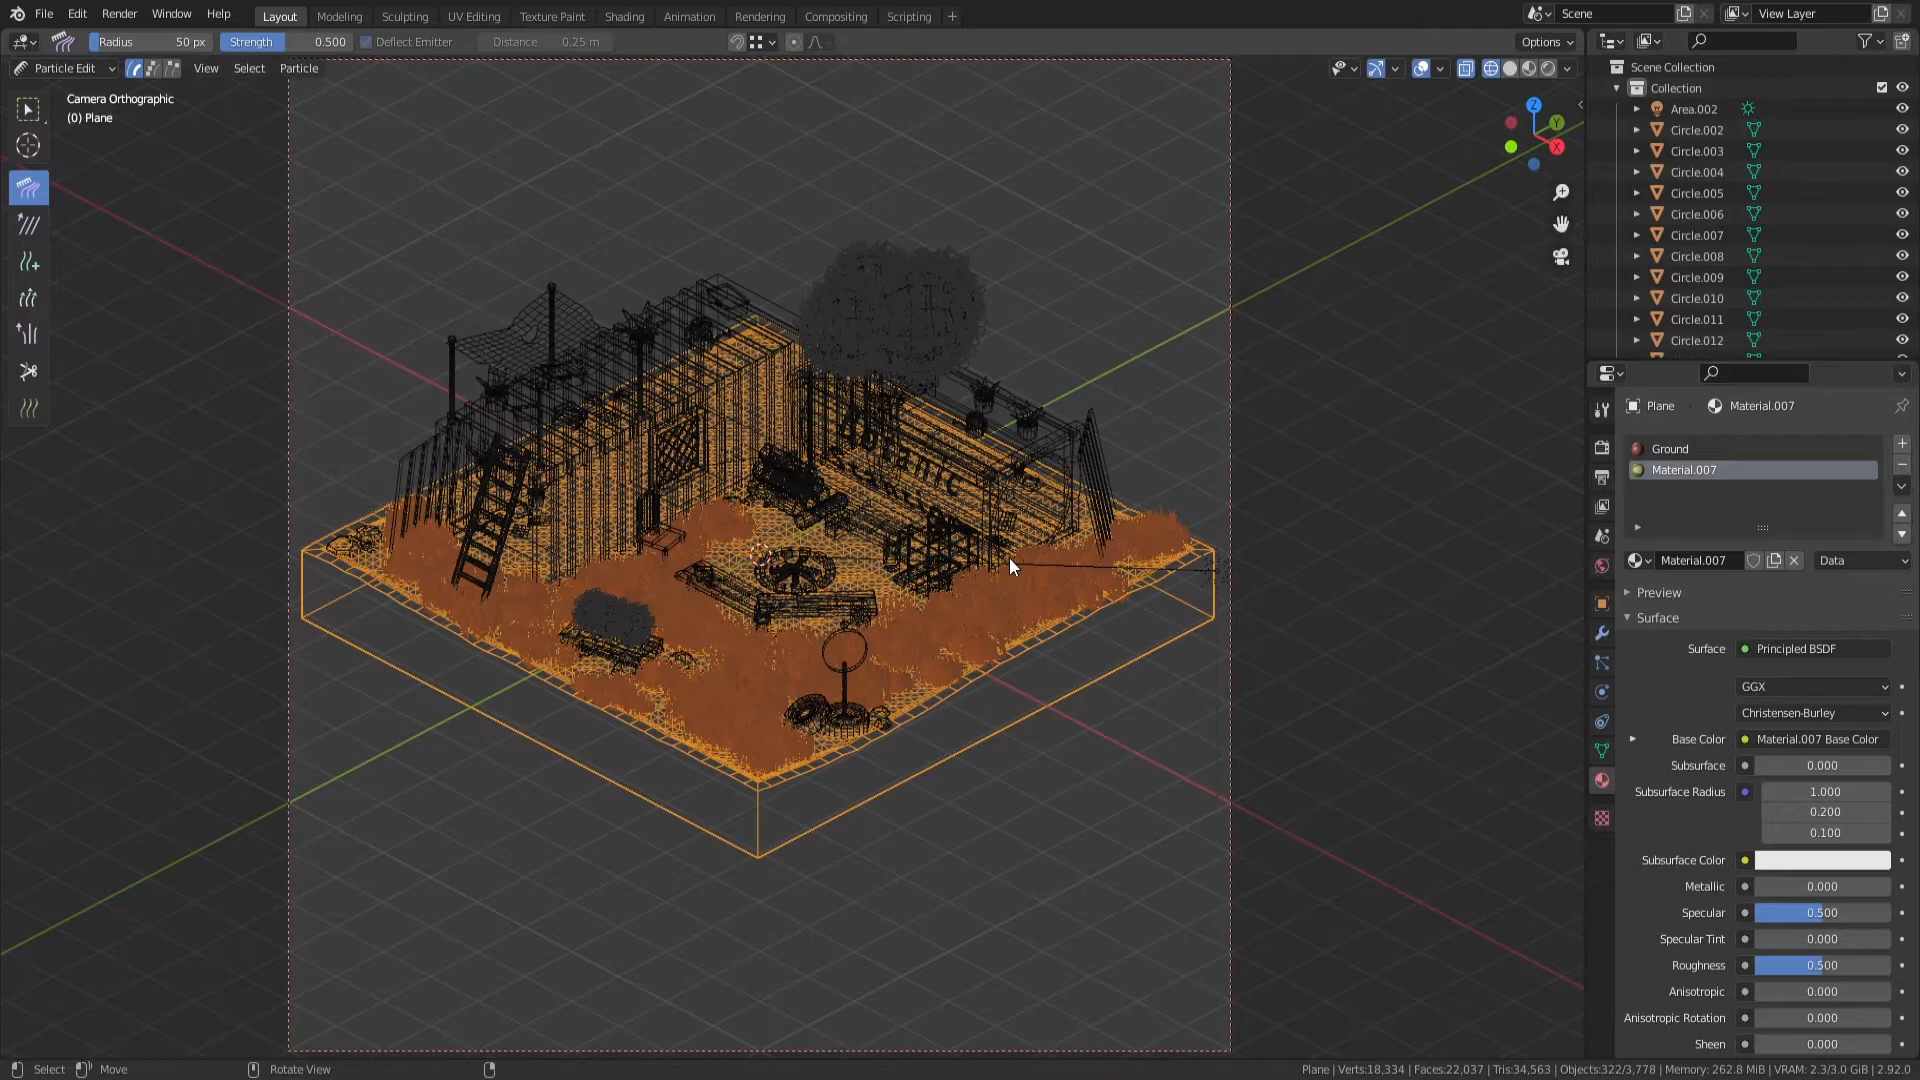 File Edit Render Window Help Layout Modeling Sculpting UV Editing Texture Paint Shading Animation Rendering Compositing Scripting + Scene View Layer
Radius 50 px Strength 0.500 Deflect Emitter Distance 0.25 m Options
Particle Edit View Select Particle
Camera Orthographic
(0) Plane
Z
Y
X
Scene Collection
Collection
Area.002
Circle.002
Circle.003
Circle.004
Circle.005
Circle.006
Circle.007
Circle.008
Circle.009
Circle.010
Circle.011
Circle.012
Plane Material.007
Ground
Material.007
Material.007 Data
Preview
Surface
Surface Principled BSDF
GGX
Christensen-Burley
Base Color Material.007 Base Color
Subsurface 0.000
Subsurface Radius 1.000
0.200
0.100
Subsurface Color
Metallic 0.000
Specular 0.500
Specular Tint 0.000
Roughness 0.500
Anisotropic 0.000
Anisotropic Rotation 0.000
Sheen 0.000
Select Move Rotate View Plane | Verts:18,334 | Faces:22,037 | Tris:34,563 | Objects:322/3,778 | Memory: 262.8 MiB | VRAM: 2.3/3.0 GiB | 2.92.0